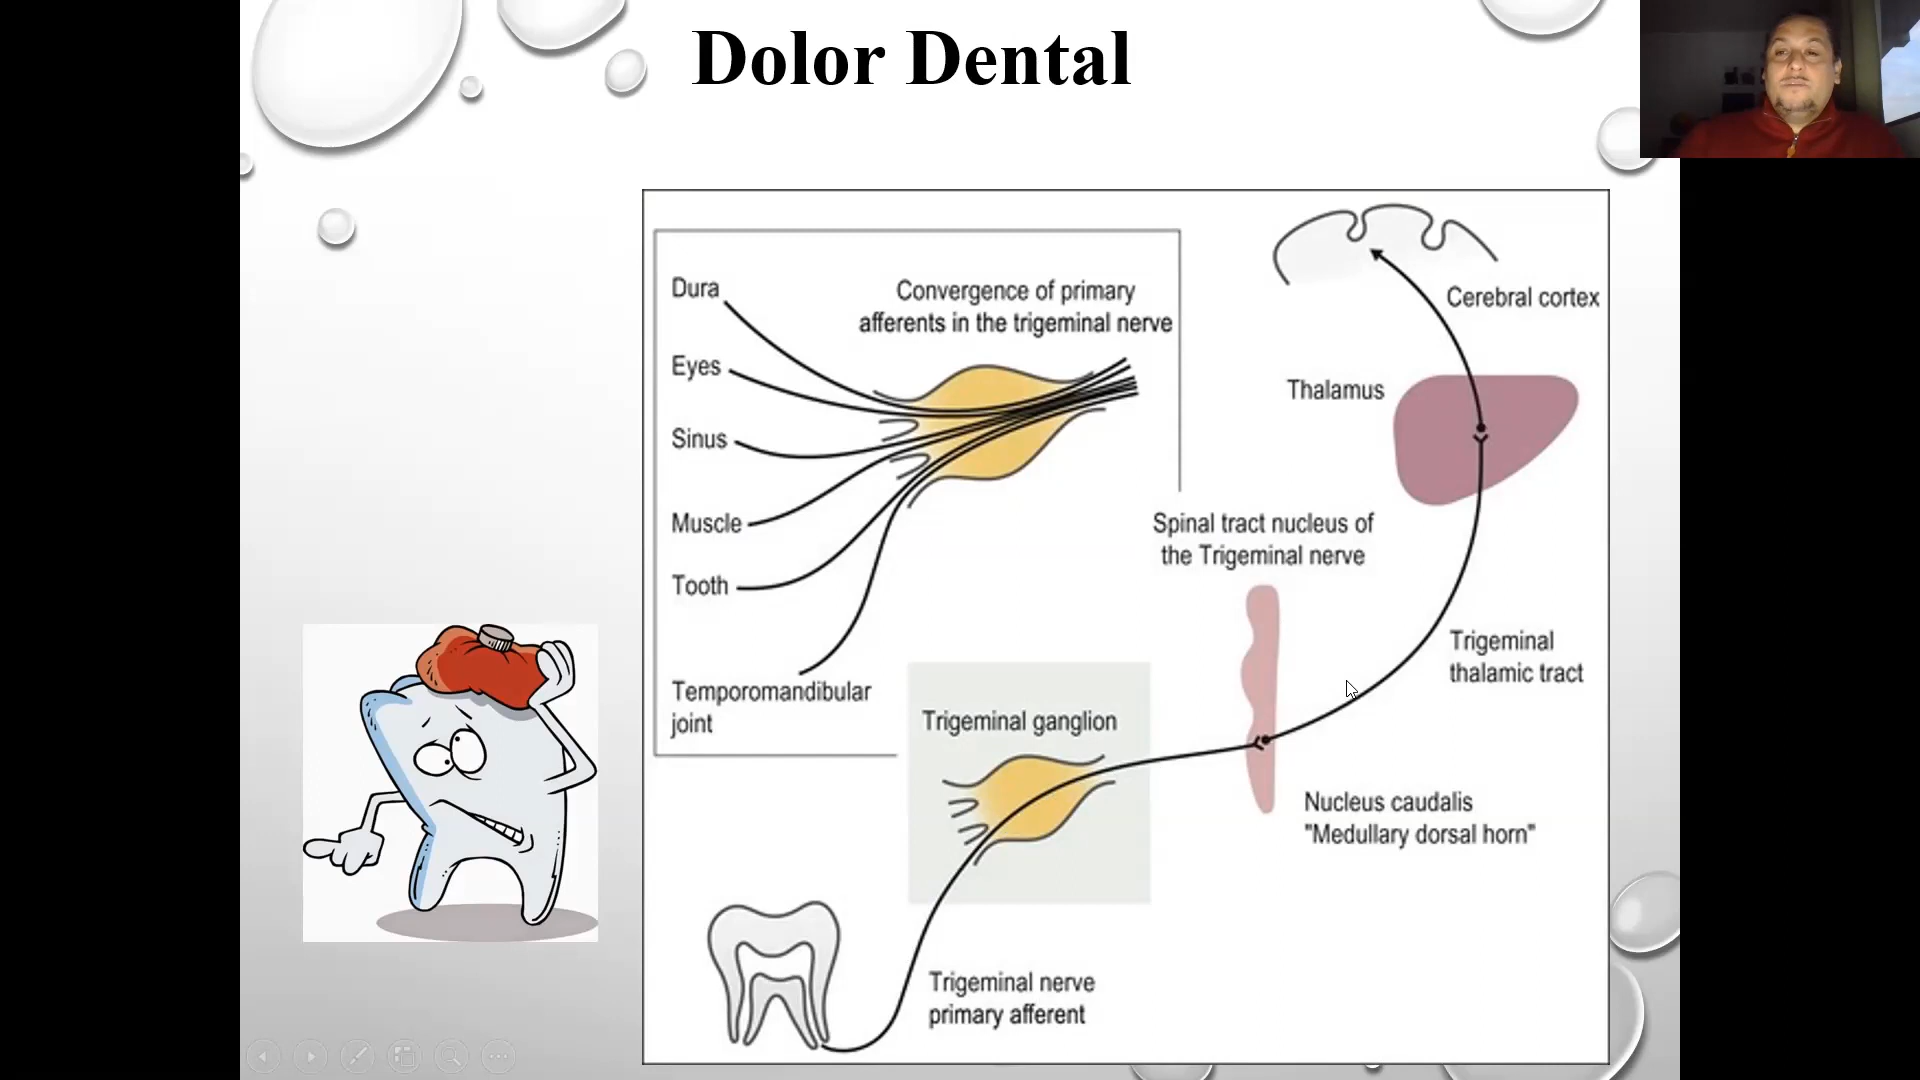 Dolor Dental
Dura
Eyes
Sinus
Muscle
Tooth
Temporomandibular
joint
Convergence of primary
afferents in the trigeminal nerve
Cerebral cortex
Thalamus
Spinal tract nucleus of
the Trigeminal nerve
Trigeminal
thalamic tract
Trigeminal ganglion
Nucleus caudalis
"Medullary dorsal horn"
Trigeminal nerve
primary afferent